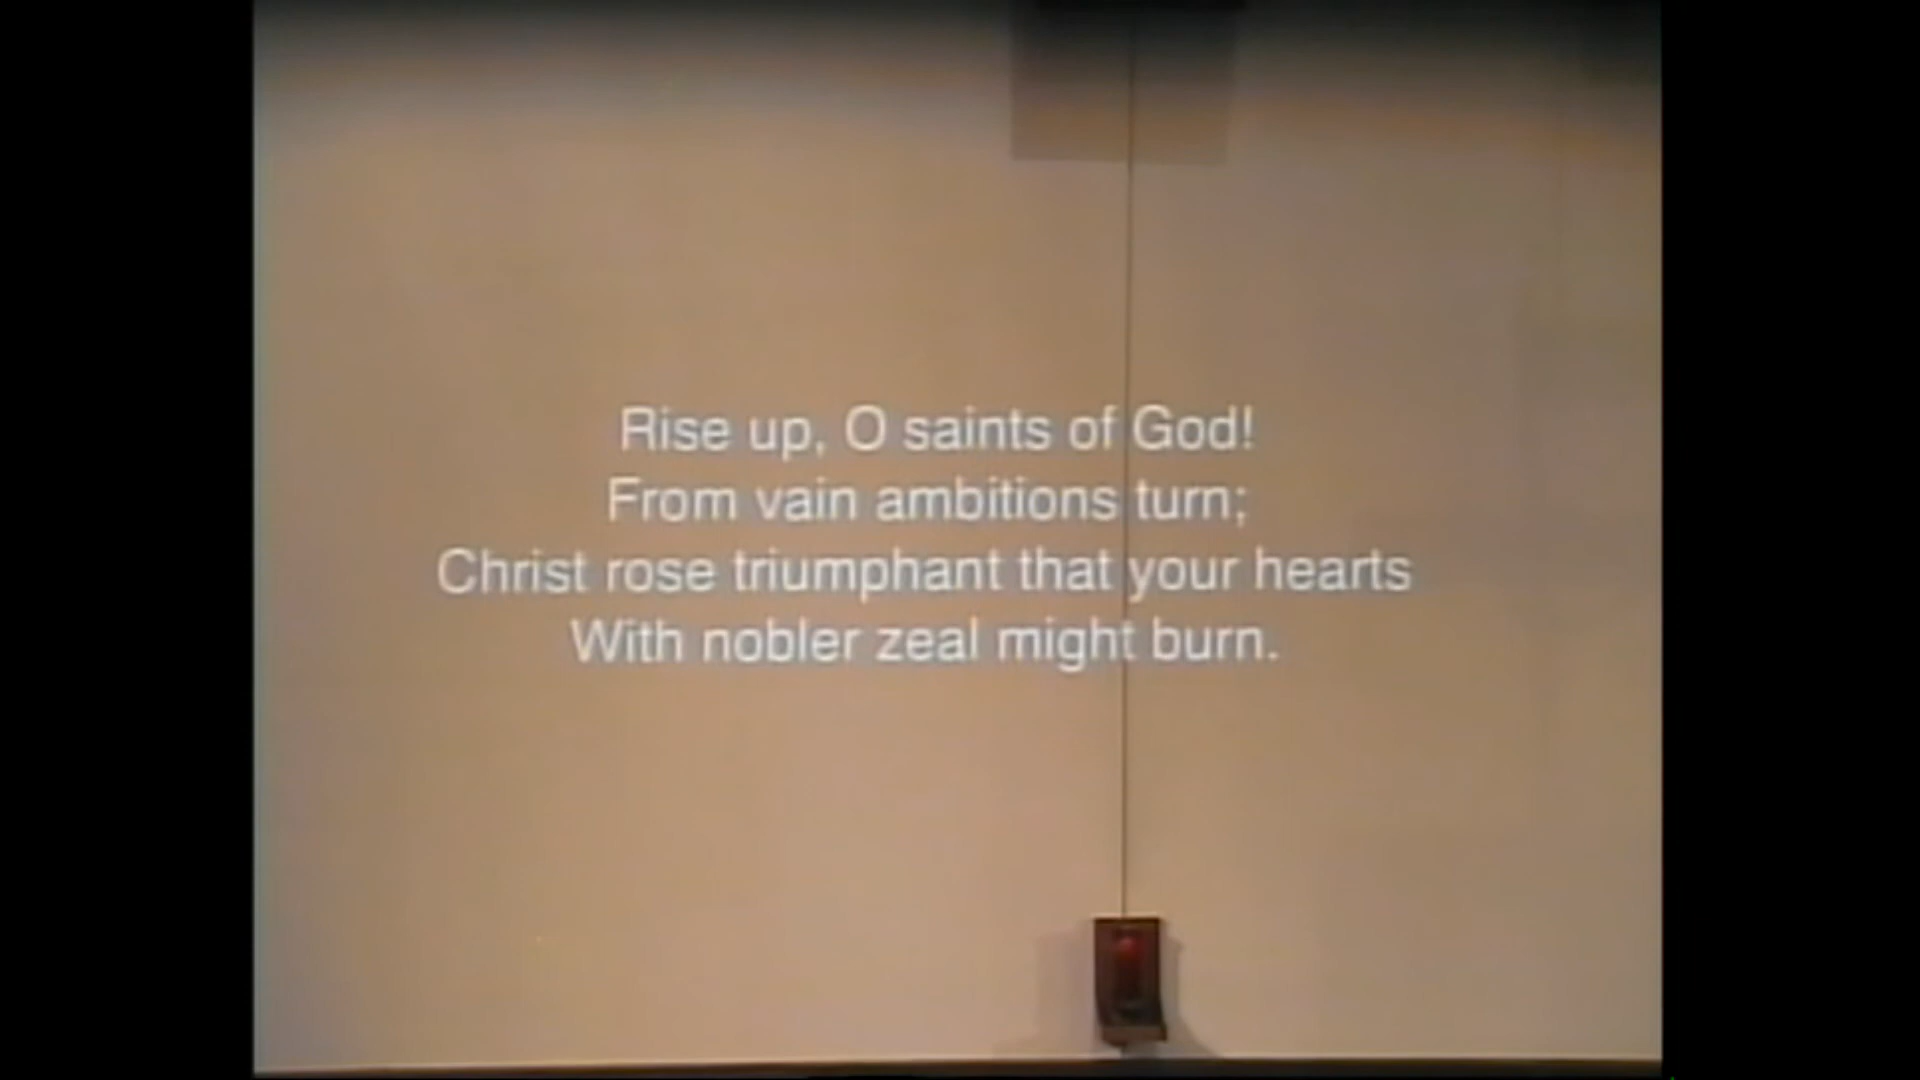 Rise up, O saints of God!
From vain ambitions turn;
Christ rose triumphant that your hearts
With nobler zeal might burn.